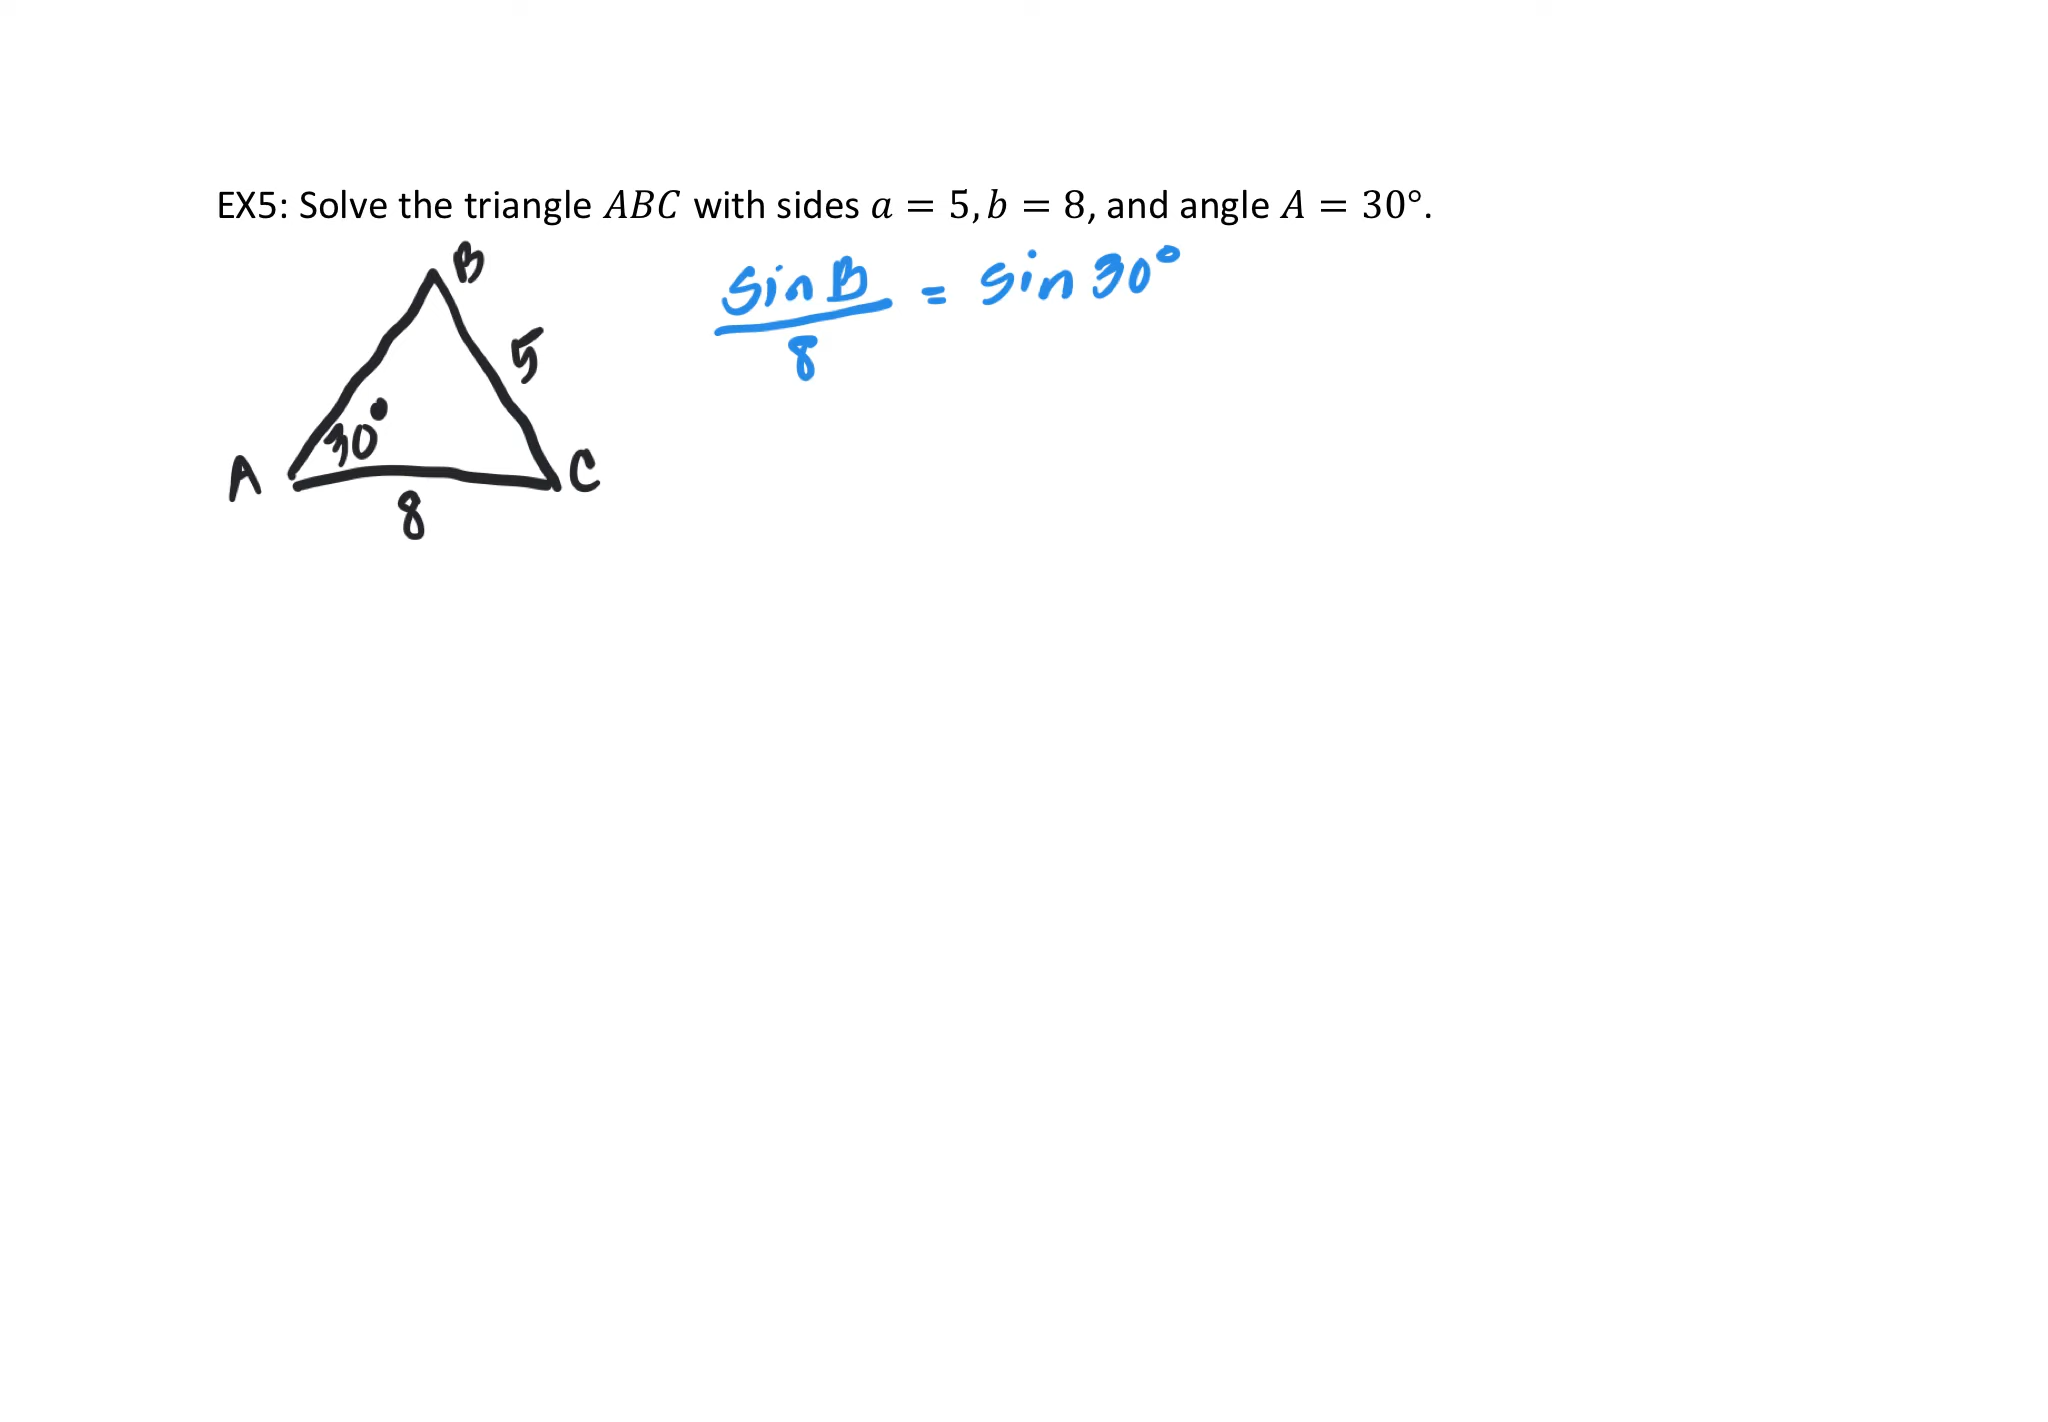 EX5: Solve the triangle ABC with sides a = 5, b = 8, and angle A = 30°.
B
sin B / 8 = sin 30°
5
30°
A
C
8